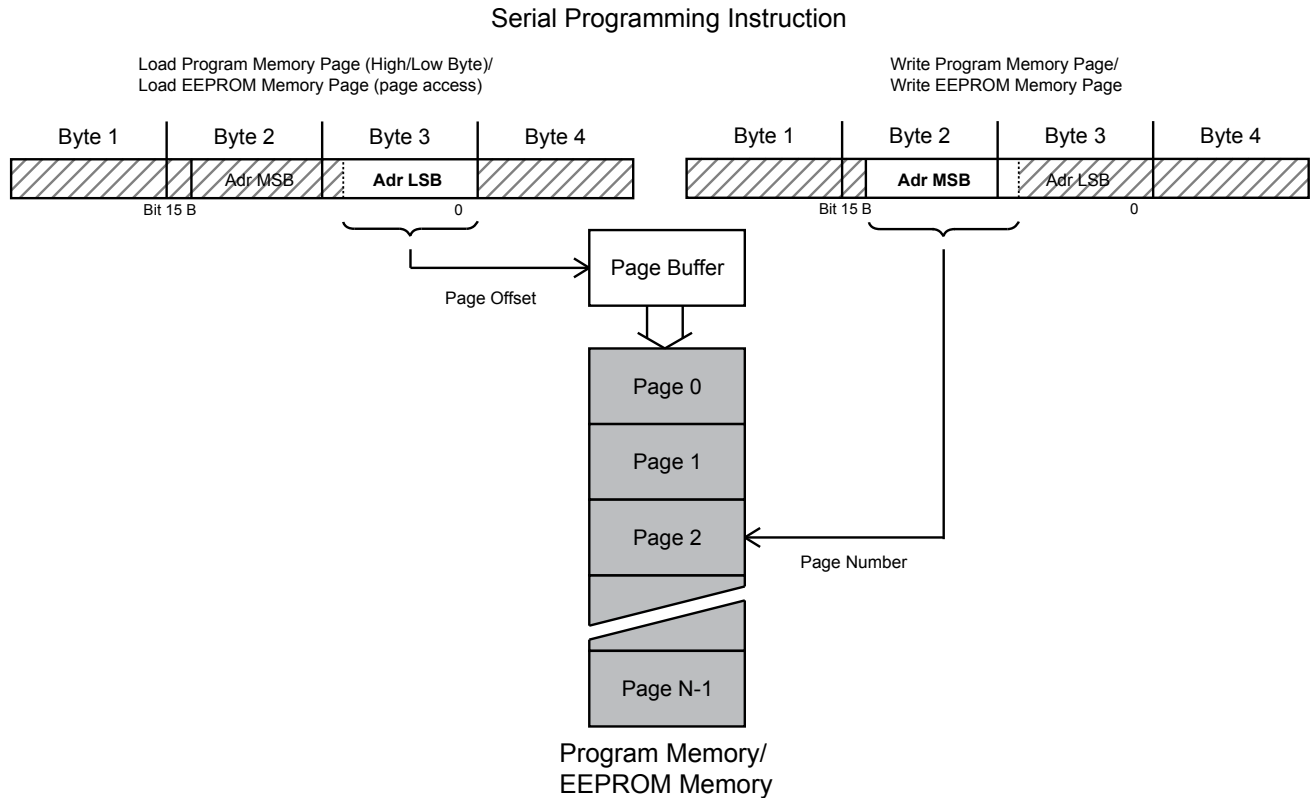 Serial Programming Instruction
Load Program Memory Page (High/Low Byte)/
Load EEPROM Memory Page (page access)
Write Program Memory Page/
Write EEPROM Memory Page
Byte 1 Byte 2 Byte 3 Byte 4
Byte 1 Byte 2 Byte 3 Byte 4
Adr MSB Adr LSB
Adr MSB Adr LSB
Bit 15 B 0
Bit 15 B 0
Page Buffer
Page Offset
Page 0
Page 1
Page 2
Page Number
Page N-1
Program Memory/
EEPROM Memory